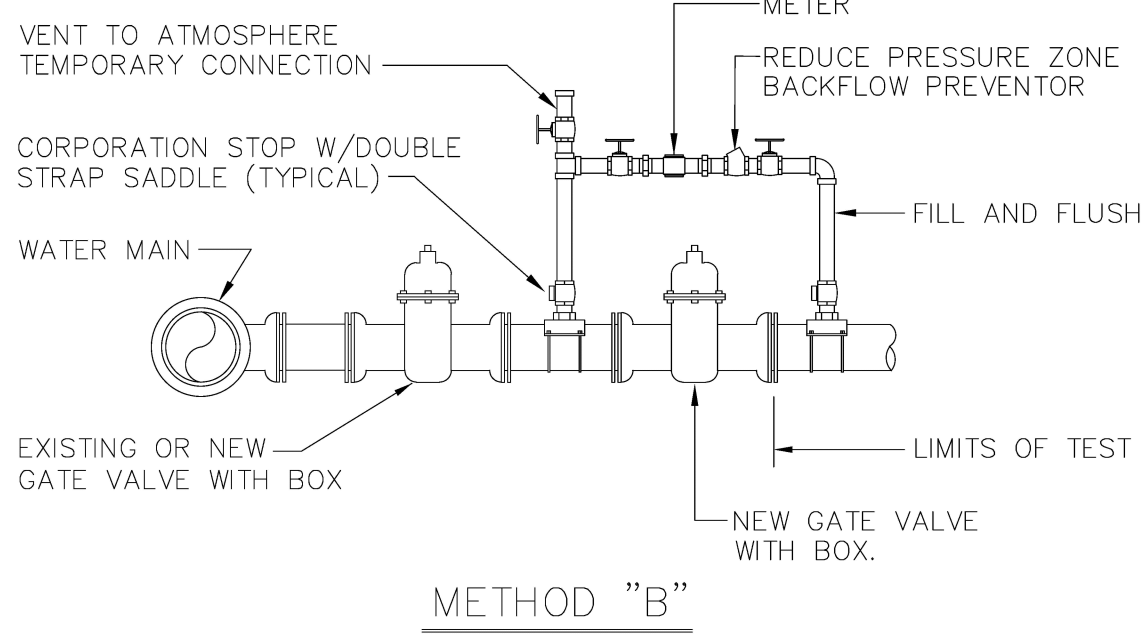 METER
VENT TO ATMOSPHERE
TEMPORARY CONNECTION
REDUCE PRESSURE ZONE
BACKFLOW PREVENTOR
CORPORATION STOP W/DOUBLE
STRAP SADDLE (TYPICAL)
FILL AND FLUSH
WATER MAIN
EXISTING OR NEW
GATE VALVE WITH BOX
LIMITS OF TEST
NEW GATE VALVE
WITH BOX.
METHOD "B"